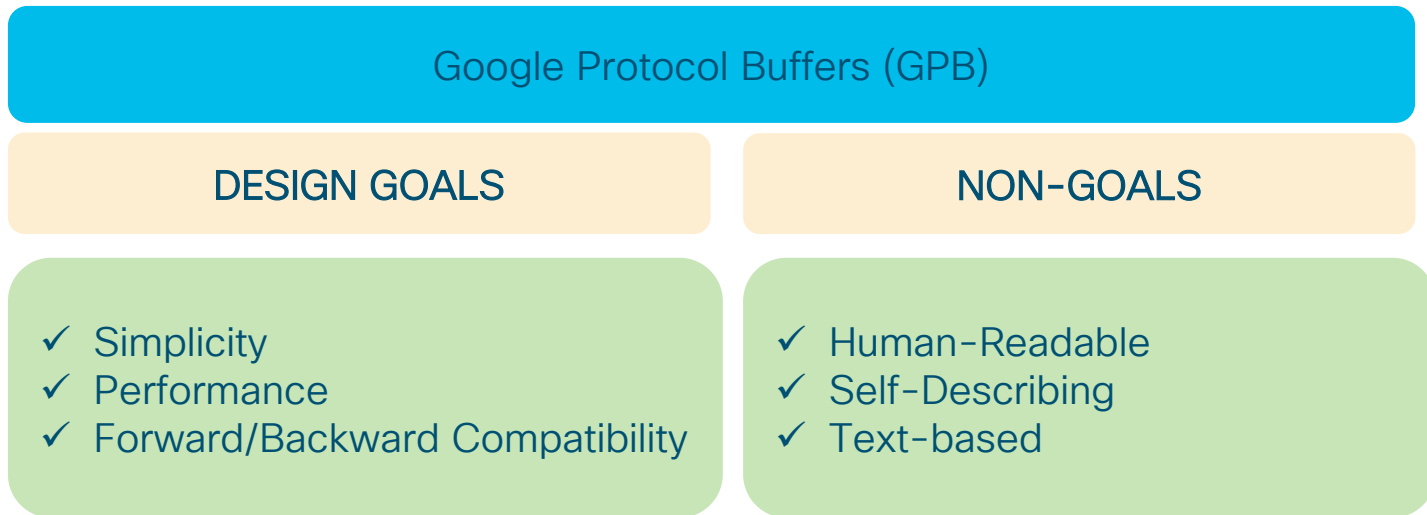 Google Protocol Buffers (GPB)
DESIGN GOALS
NON-GOALS
✓ Simplicity
✓ Performance
✓ Forward/Backward Compatibility
✓ Human-Readable
✓ Self-Describing
✓ Text-based